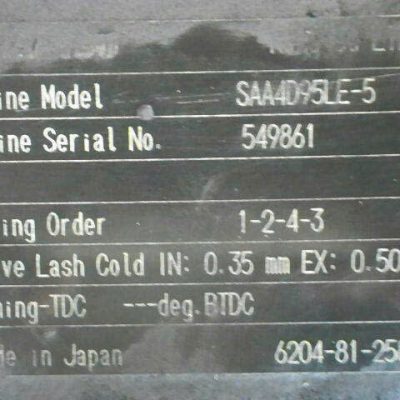 ine Model SAA4D95LE-5
ine Serial No. 549861
ing Order 1-2-4-3
ve Lash Cold IN: 0.35 mm EX: 0.50
ing-TDC ---deg.BTDC
de in Japan 6204-81-25